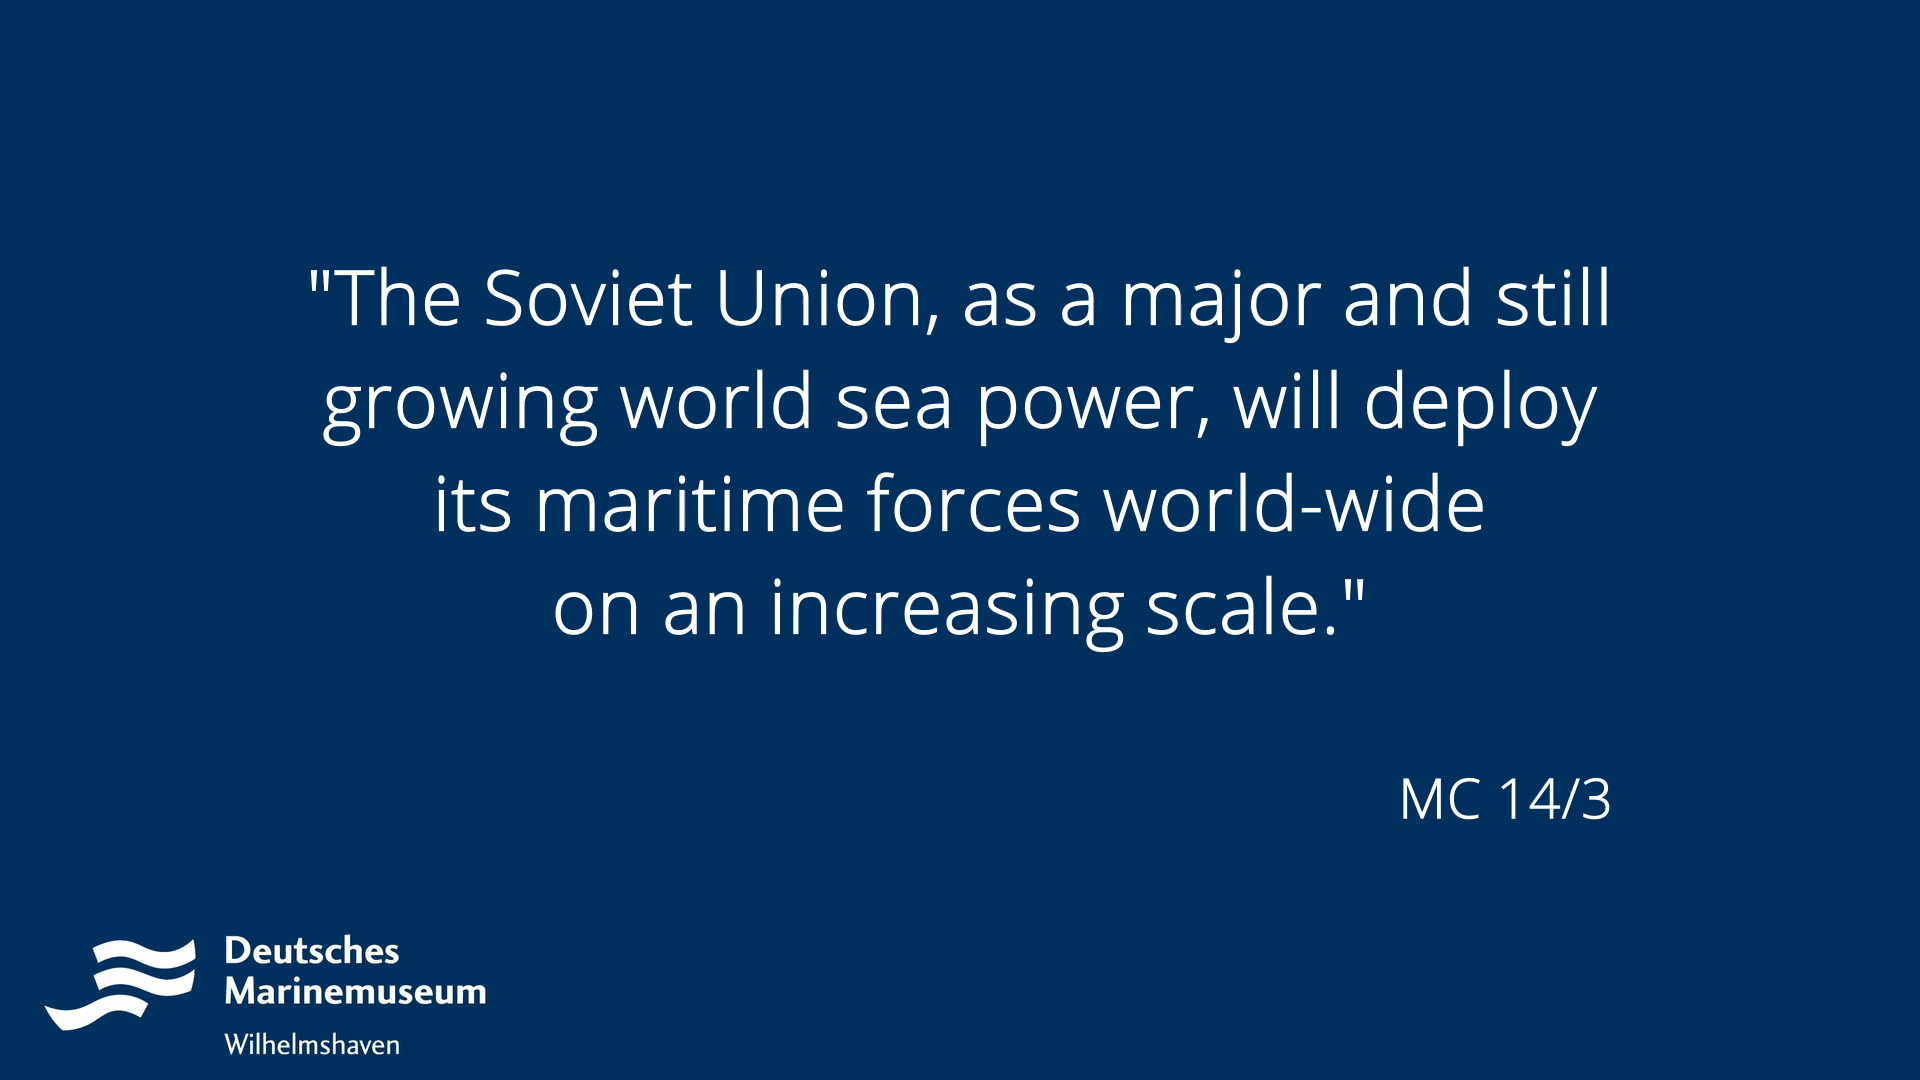 "The Soviet Union, as a major and still
growing world sea power, will deploy
its maritime forces world-wide
on an increasing scale."
MC 14/3
Deutsches
Marinemuseum
Wilhelmshaven